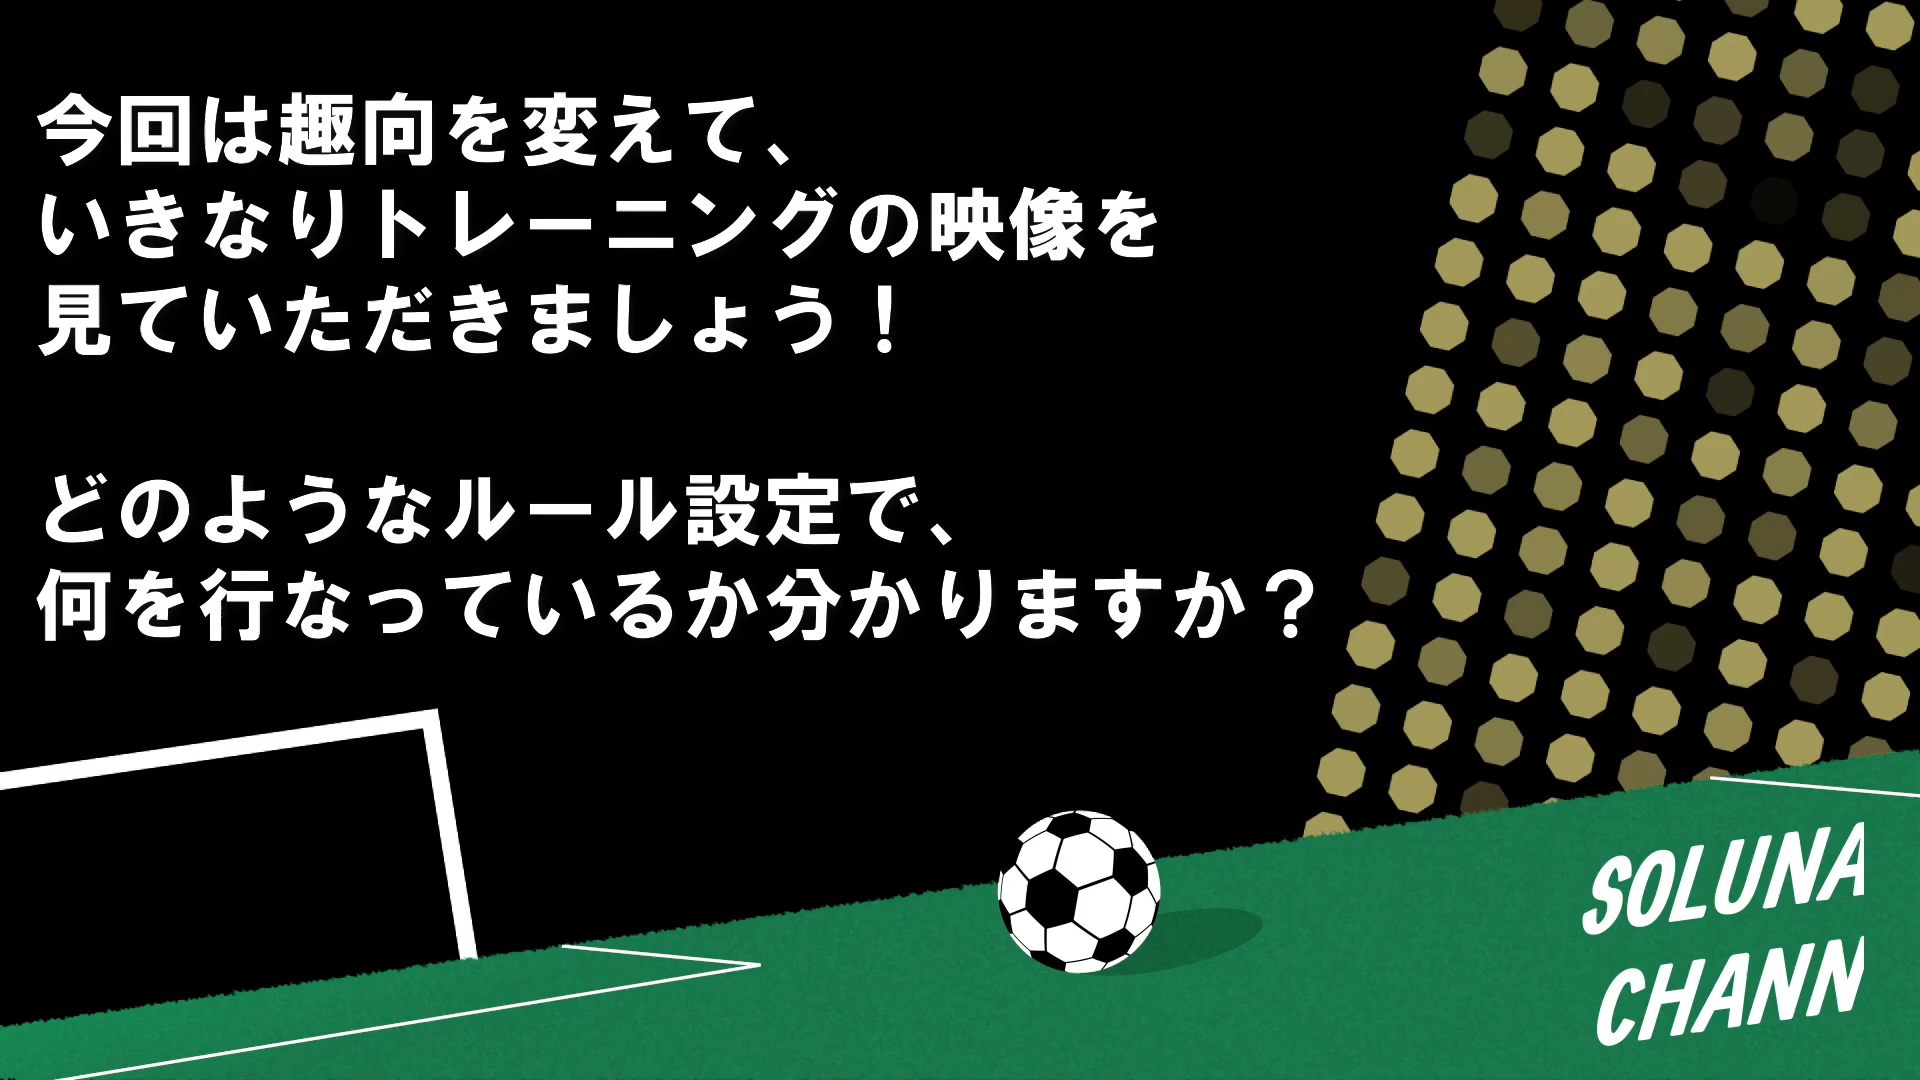 今回は趣向を変えて、
いきなりトレーニングの映像を
見ていただきましょう！
どのようなルール設定で、
何を行なっているか分かりますか？
SOLUNA
CHANN